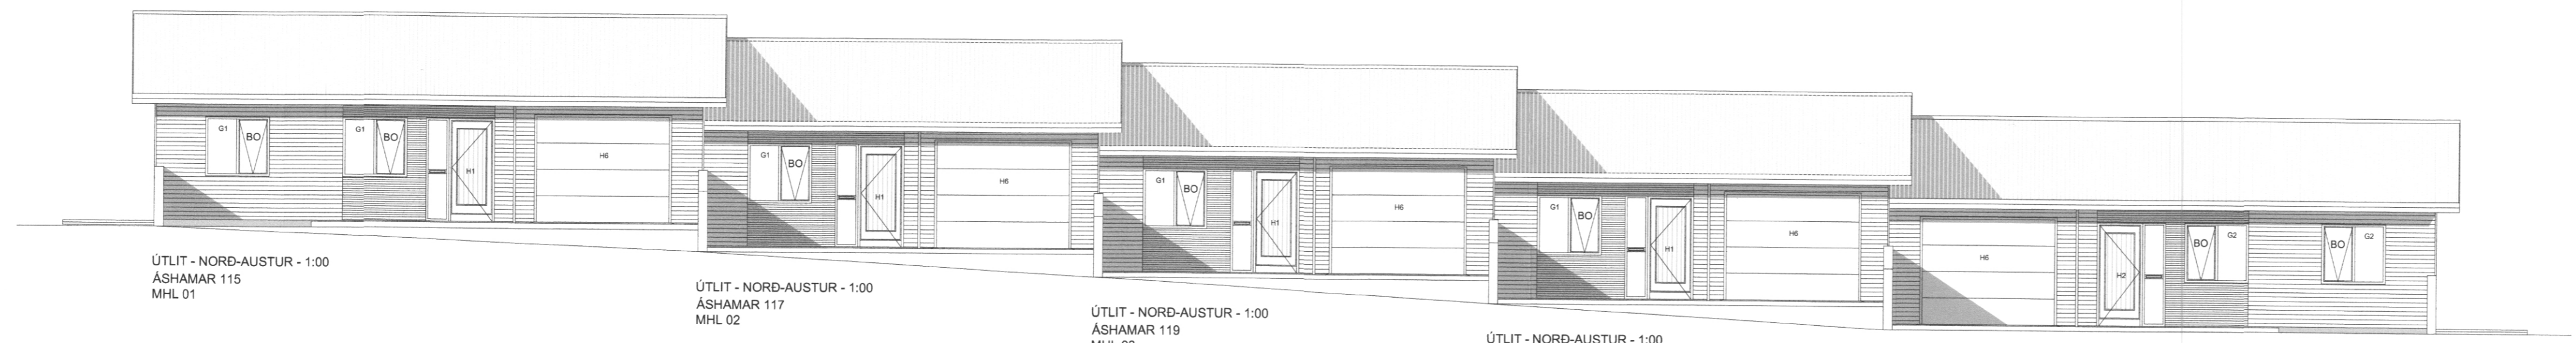 G1 BO
G1 BO
H1
H6
G1 BO
H1
H6
G1 BO
H1
H6
G1 BO
H1
H6
H6
H2
BO G2
BO G2
ÚTLIT - NORÐ-AUSTUR - 1:00
ÁSHAMAR 115
MHL 01
ÚTLIT - NORÐ-AUSTUR - 1:00
ÁSHAMAR 117
MHL 02
ÚTLIT - NORÐ-AUSTUR - 1:00
ÁSHAMAR 119
ÚTLIT - NORÐ-AUSTUR - 1:00